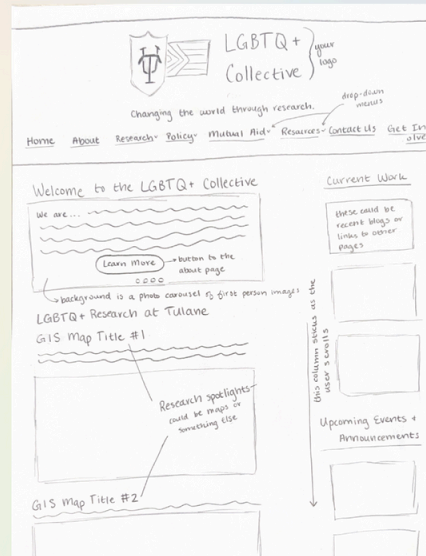 LGBTQ+
Collective
your
logo
Changing the world through research.
drop-down
menus
Home About Research Policy Mutual Aid Resources Contact Us Get In
olve
Welcome to the LGBTQ+ Collective
We are...
Learn More
button to the
about page
background is a photo carousel of first person images
LGBTQ+ Research at Tulane
GIS Map Title #1
Research spotlights
could be maps or
something else
GIS Map Title #2
Current Work
these could be
recent blogs or
links to other
pages
this column sticks as the
user scrolls
Upcoming Events +
Announcements